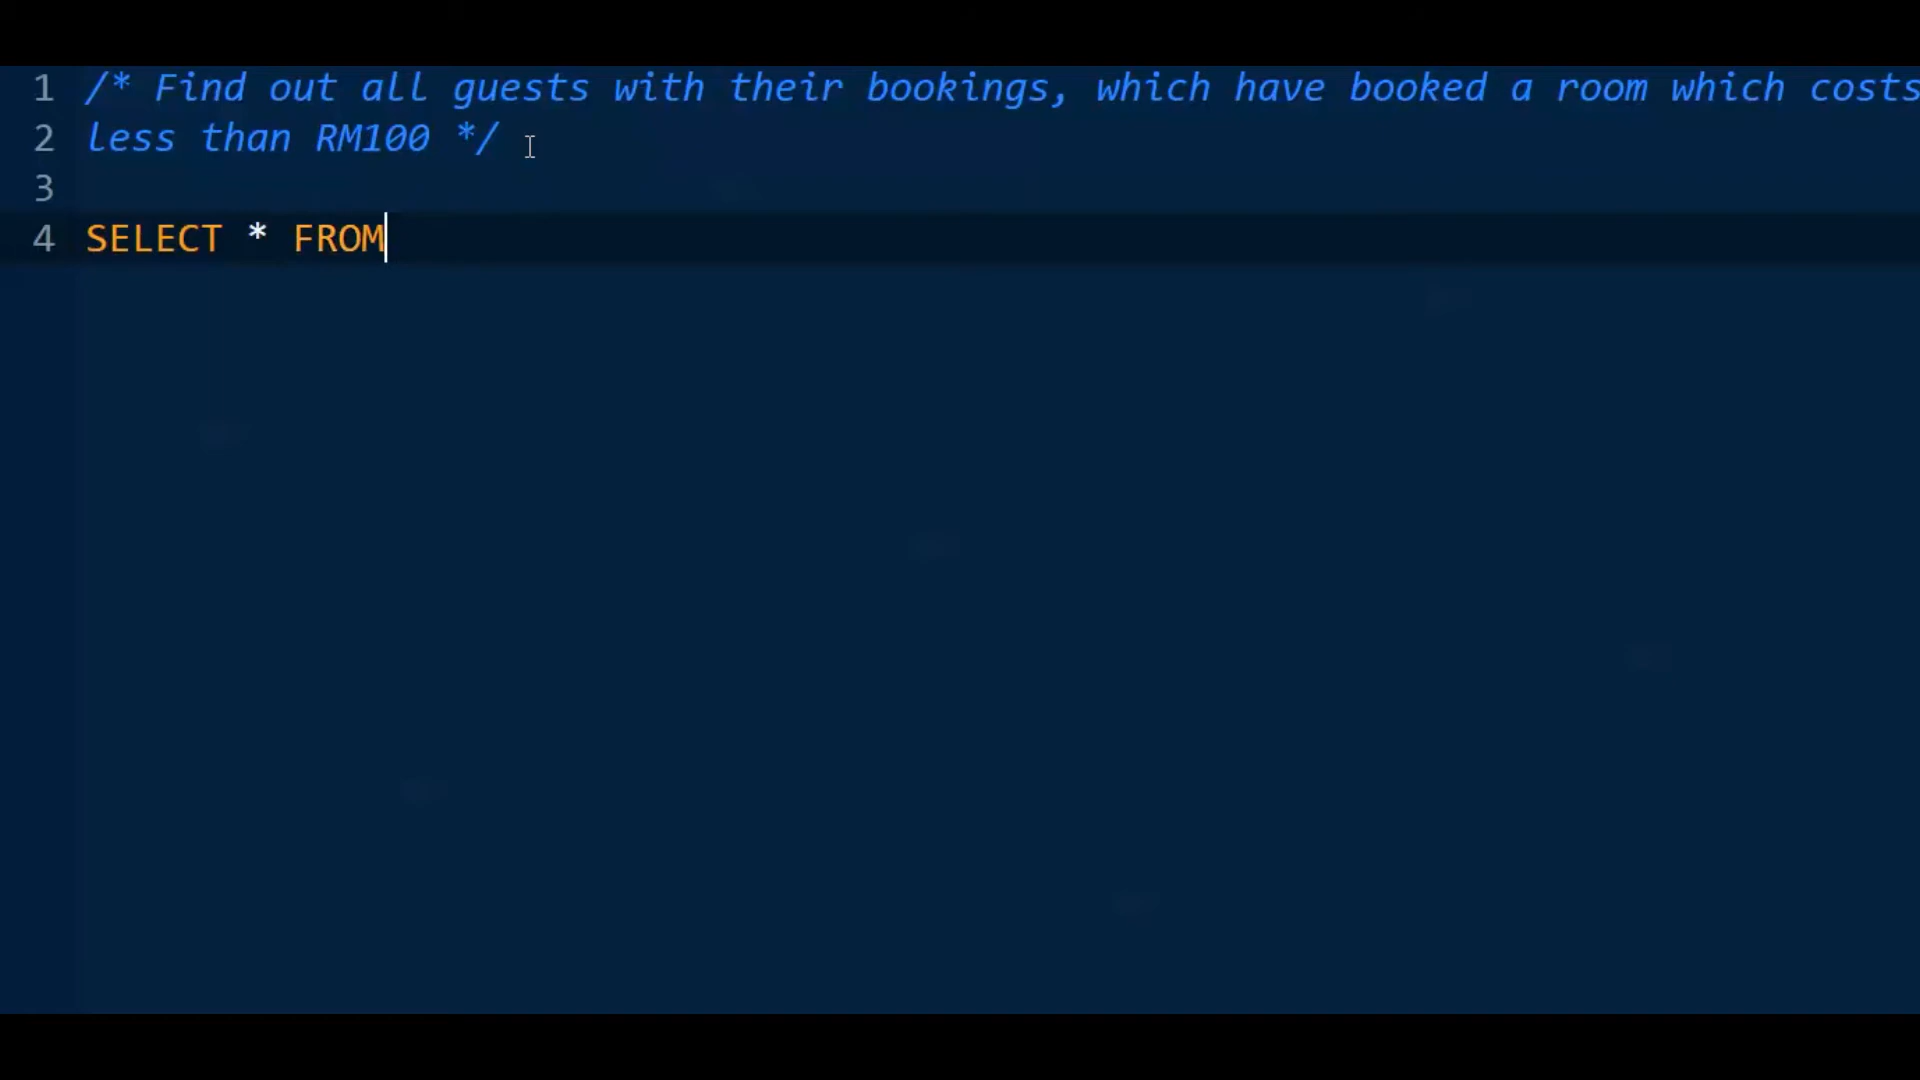 1 /* Find out all guests with their bookings, which have booked a room which costs
2 less than RM100 */
3
4 SELECT * FROM